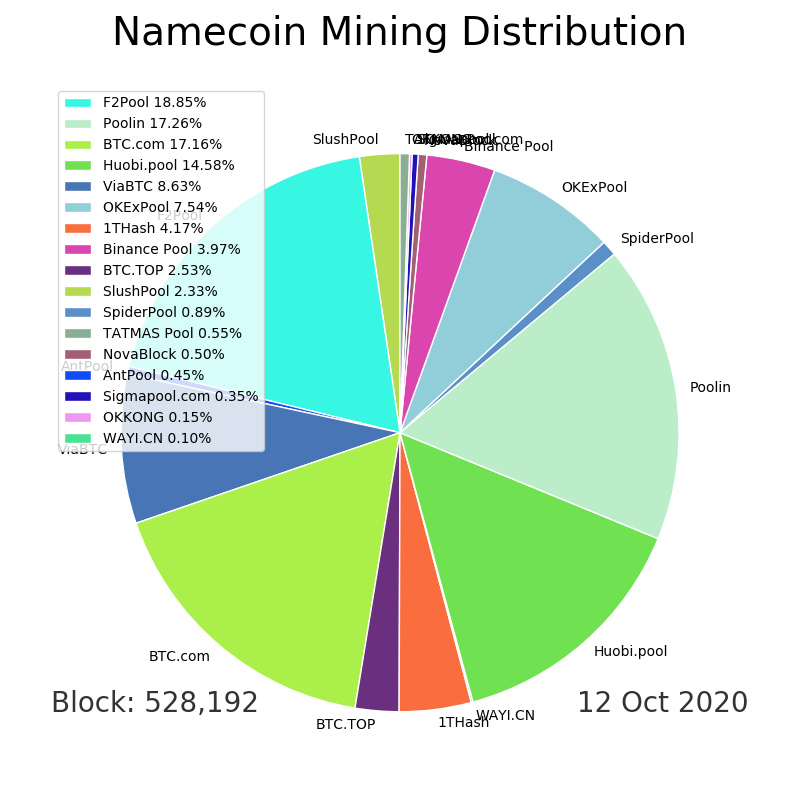 Namecoin Mining Distribution
F2Pool 18.85%
Poolin 17.26%
BTC.com 17.16%
Huobi.pool 14.58%
ViaBTC 8.63%
OKExPool 7.54%
1THash 4.17%
Binance Pool 3.97%
BTC.TOP 2.53%
SlushPool 2.33%
SpiderPool 0.89%
TATMAS Pool 0.55%
NovaBlock 0.50%
AntPool 0.45%
Sigmapool.com 0.35%
OKKONG 0.15%
WAYI.CN 0.10%
SlushPool
Binance Pool
OKExPool
SpiderPool
F2Pool
AntPool
Poolin
ViaBTC
Huobi.pool
BTC.com
WAYI.CN
1THash
BTC.TOP
Block: 528,192
12 Oct 2020